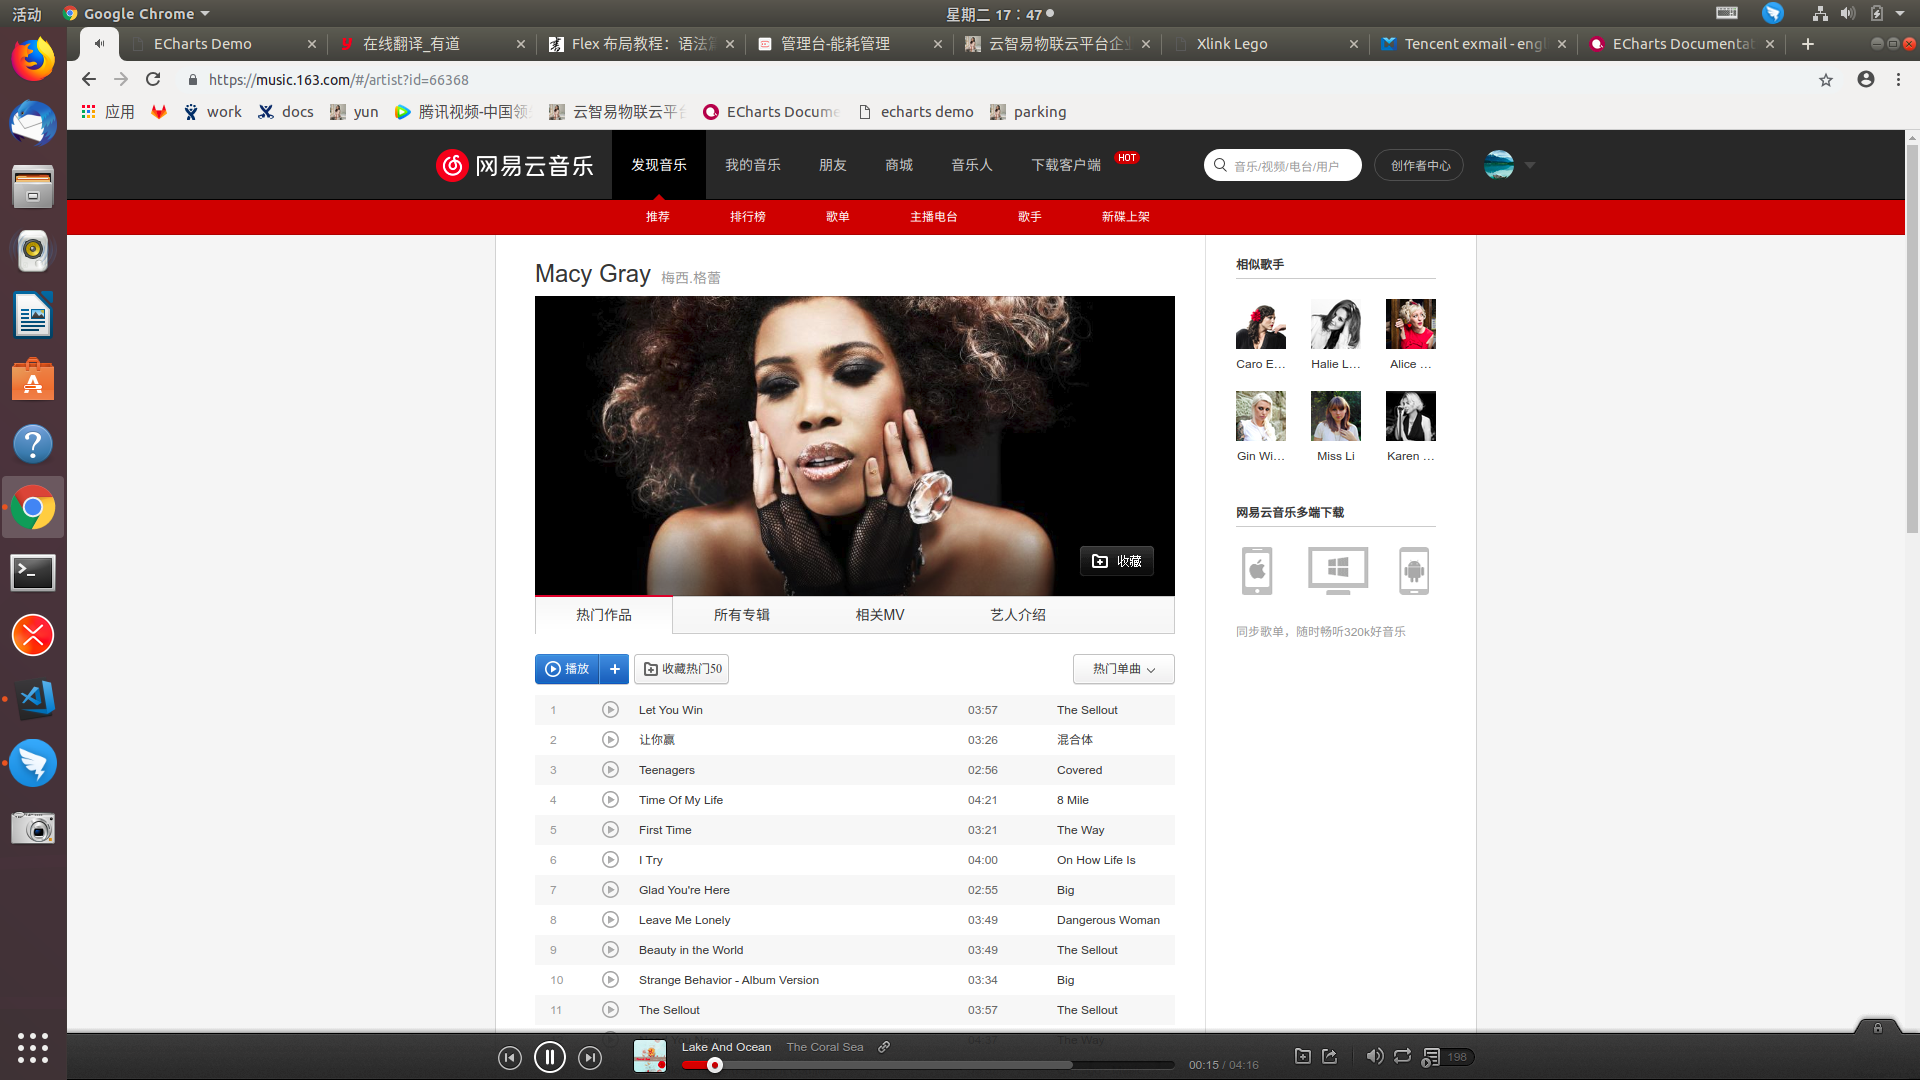 活动
Google Chrome
星期二 17：47
ECharts Demo
在线翻译_有道
Flex 布局教程：语法
管理台-能耗管理
云智易物联云平台企
Xlink Lego
Tencent exmail - engl
ECharts Documentat
https://music.163.com/#/artist?id=66368
应用
work
docs
yun
腾讯视频-中国领
云智易物联云平台
ECharts Docume
echarts demo
parking
网易云音乐
发现音乐
我的音乐
朋友
商城
音乐人
下载客户端
HOT
音乐/视频/电台/用户
创作者中心
推荐
排行榜
歌单
主播电台
歌手
新碟上架
Macy Gray 梅西.格蕾
收藏
热门作品
所有专辑
相关MV
艺人介绍
播放
收藏热门50
热门单曲
1 Let You Win 03:57 The Sellout
2 让你赢 03:26 混合体
3 Teenagers 02:56 Covered
4 Time Of My Life 04:21 8 Mile
5 First Time 03:21 The Way
6 I Try 04:00 On How Life Is
7 Glad You're Here 02:55 Big
8 Leave Me Lonely 03:49 Dangerous Woman
9 Beauty in the World 03:49 The Sellout
10 Strange Behavior - Album Version 03:34 Big
11 The Sellout 03:57 The Sellout
相似歌手
Caro E...
Halie L...
Alice ...
Gin Wi...
Miss Li
Karen ...
网易云音乐多端下载
同步歌单，随时畅听320k好音乐
Lake And Ocean The Coral Sea
00:15 / 04:16
198